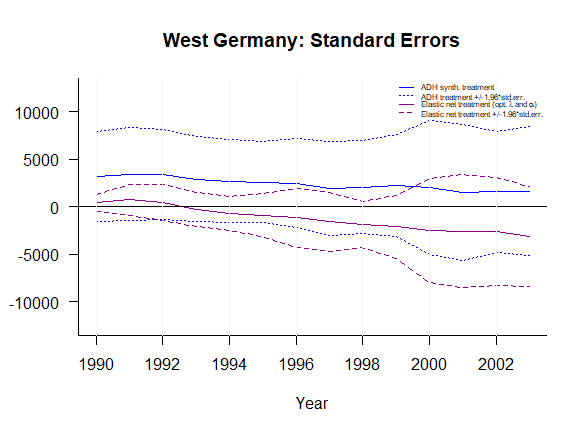 West Germany: Standard Errors
ADH synth. treatment
ADH treatment +/-1.96*std.err.
Elastic net treatment (opt. λ and α)
Elastic net treatment +/-1.96*std.err.
10000
5000
0
-5000
-10000
1990 1992 1994 1996 1998 2000 2002
Year